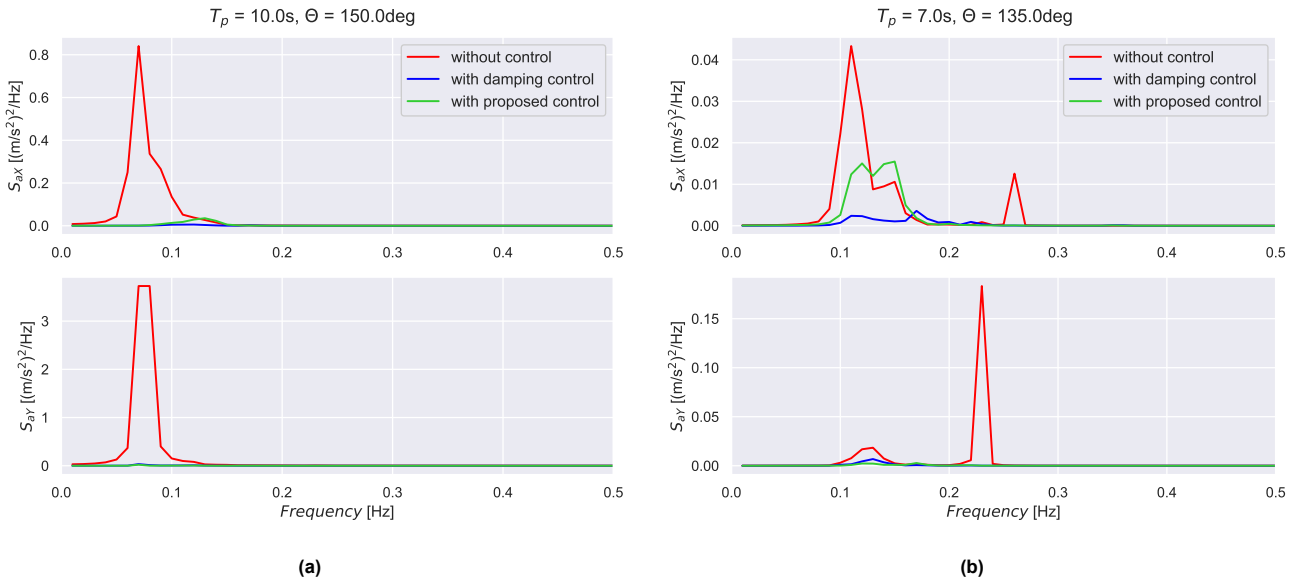 T_p = 10.0s, Θ = 150.0deg
S_aX [(m/s²)²/Hz]
0.8
0.6
0.4
0.2
0.0
without control
with damping control
with proposed control
0.0 0.1 0.2 0.3 0.4 0.5
S_aY [(m/s²)²/Hz]
3
2
1
0
0.0 0.1 0.2 0.3 0.4 0.5
Frequency [Hz]
(a)
T_p = 7.0s, Θ = 135.0deg
S_aX [(m/s²)²/Hz]
0.04
0.03
0.02
0.01
0.00
without control
with damping control
with proposed control
0.0 0.1 0.2 0.3 0.4 0.5
S_aY [(m/s²)²/Hz]
0.15
0.10
0.05
0.00
0.0 0.1 0.2 0.3 0.4 0.5
Frequency [Hz]
(b)